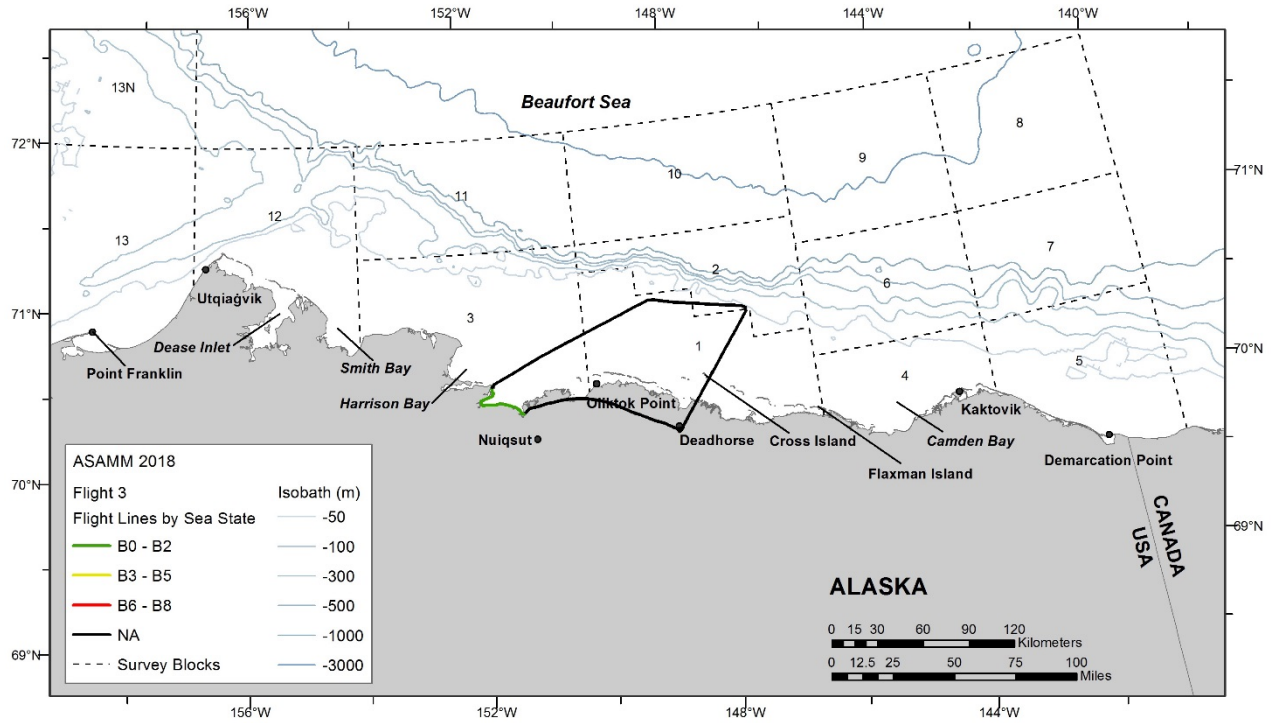 156°W
152°W
148°W
144°W
140°W
13N
Beaufort Sea
8
72°N
9
10
71°N
11
12
13
7
2
6
Utqiaġvik
71°N
3
Dease Inlet
1
70°N
Point Franklin
Smith Bay
5
4
Harrison Bay
Oliktok Point
Kaktovik
Nuiqsut
Deadhorse
Cross Island
Camden Bay
Demarcation Point
Flaxman Island
ASAMM 2018
70°N
Flight 3
Isobath (m)
Flight Lines by Sea State
-50
B0 - B2
-100
B3 - B5
-300
B6 - B8
-500
NA
-1000
Survey Blocks
-3000
69°N
CANADA
USA
69°N
ALASKA
0 15 30 60 90 120
Kilometers
0 12.5 25 50 75 100
Miles
156°W
152°W
148°W
144°W